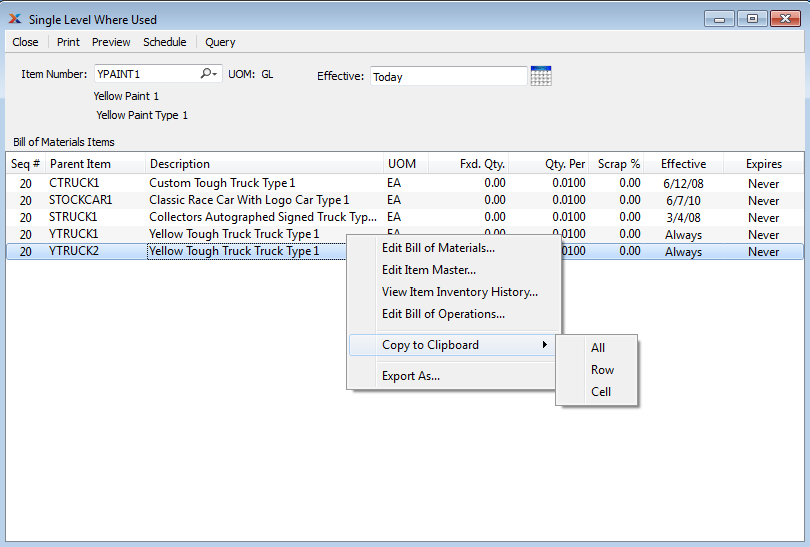 Single Level Where Used
Close Print Preview Schedule Query
Item Number: YPAINT1 UOM: GL Effective: Today
Yellow Paint 1
Yellow Paint Type 1
Bill of Materials Items
Seq # Parent Item Description UOM Fxd. Qty. Qty. Per Scrap % Effective Expires
20 CTRUCK1 Custom Tough Truck Type 1 EA 0.00 0.0100 0.00 6/12/08 Never
20 STOCKCAR1 Classic Race Car With Logo Car Type 1 EA 0.00 0.0100 0.00 6/7/10 Never
20 STRUCK1 Collectors Autographed Signed Truck Typ... EA 0.00 0.0100 0.00 3/4/08 Never
20 YTRUCK1 Yellow Tough Truck Truck Type 1 EA 0.00 0.0100 0.00 Always Never
20 YTRUCK2 Yellow Tough Truck Truck Type 1 0100 0.00 Always Never
Edit Bill of Materials...
Edit Item Master...
View Item Inventory History...
Edit Bill of Operations...
Copy to Clipboard
Export As...
All
Row
Cell